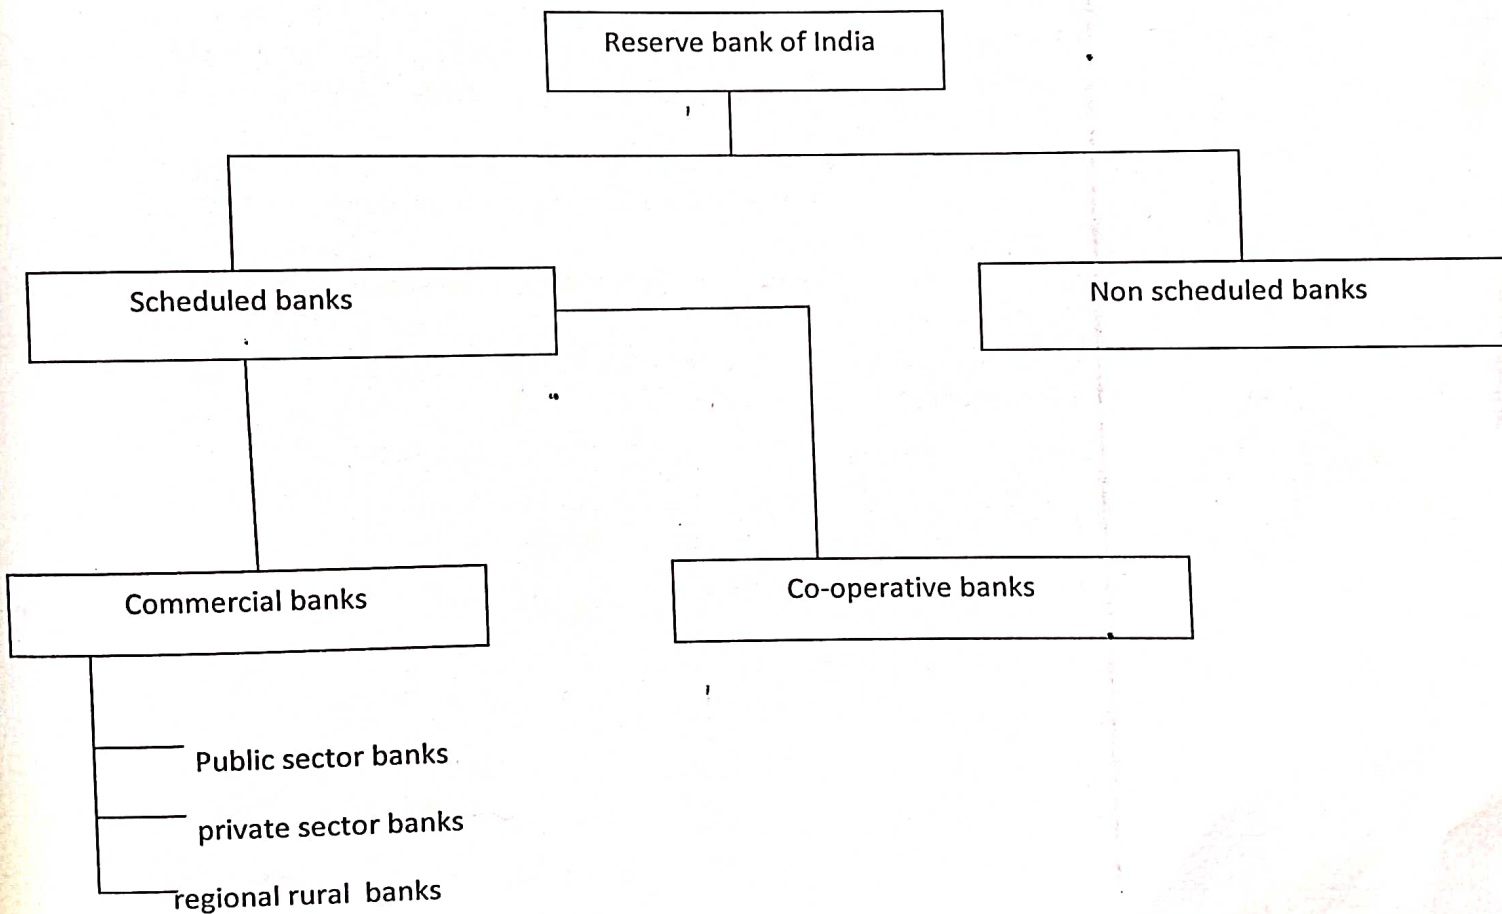 Reserve bank of India
Scheduled banks
Non scheduled banks
Commercial banks
Co-operative banks
Public sector banks
private sector banks
regional rural banks